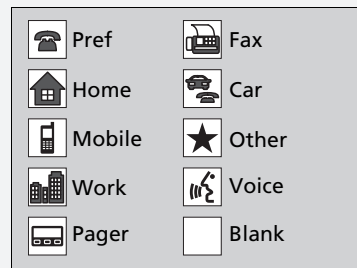 Pref
Fax
Home
Car
Mobile
Other
Work
Voice
Pager
Blank